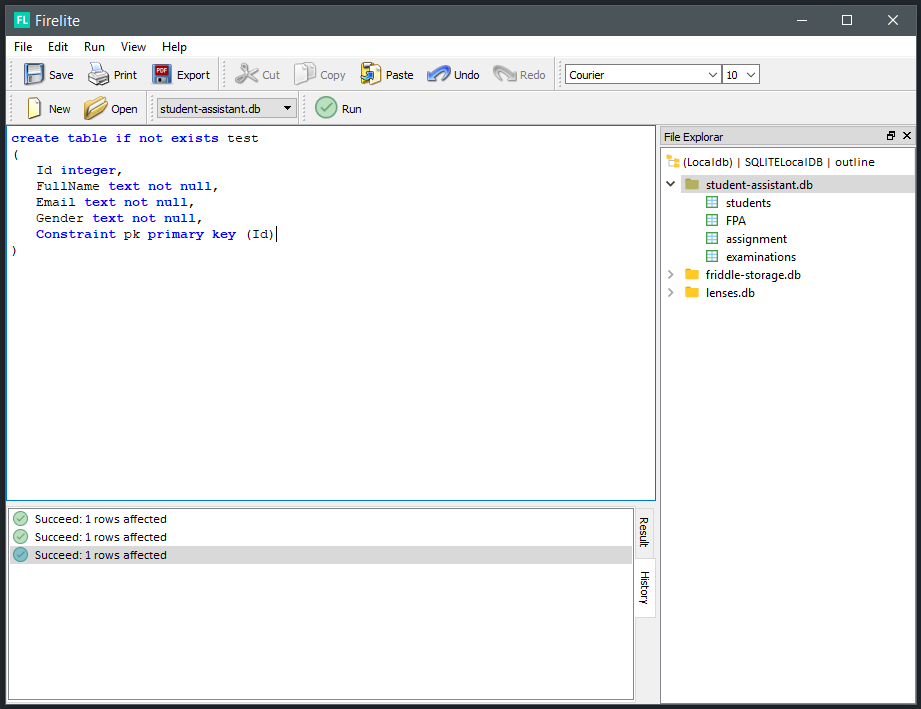 FL Firelite
File Edit Run View Help
Save Print Export Cut Copy Paste Undo Redo Courier 10
New Open student-assistant.db Run
create table if not exists test
(
Id integer,
FullName text not null,
Email text not null,
Gender text not null,
Constraint pk primary key (Id)
)
File Explorer
(Localdb) | SQLITELocalDB | outline
student-assistant.db
students
FPA
assignment
examinations
friddle-storage.db
lenses.db
Succeed: 1 rows affected
Succeed: 1 rows affected
Succeed: 1 rows affected
Result
History